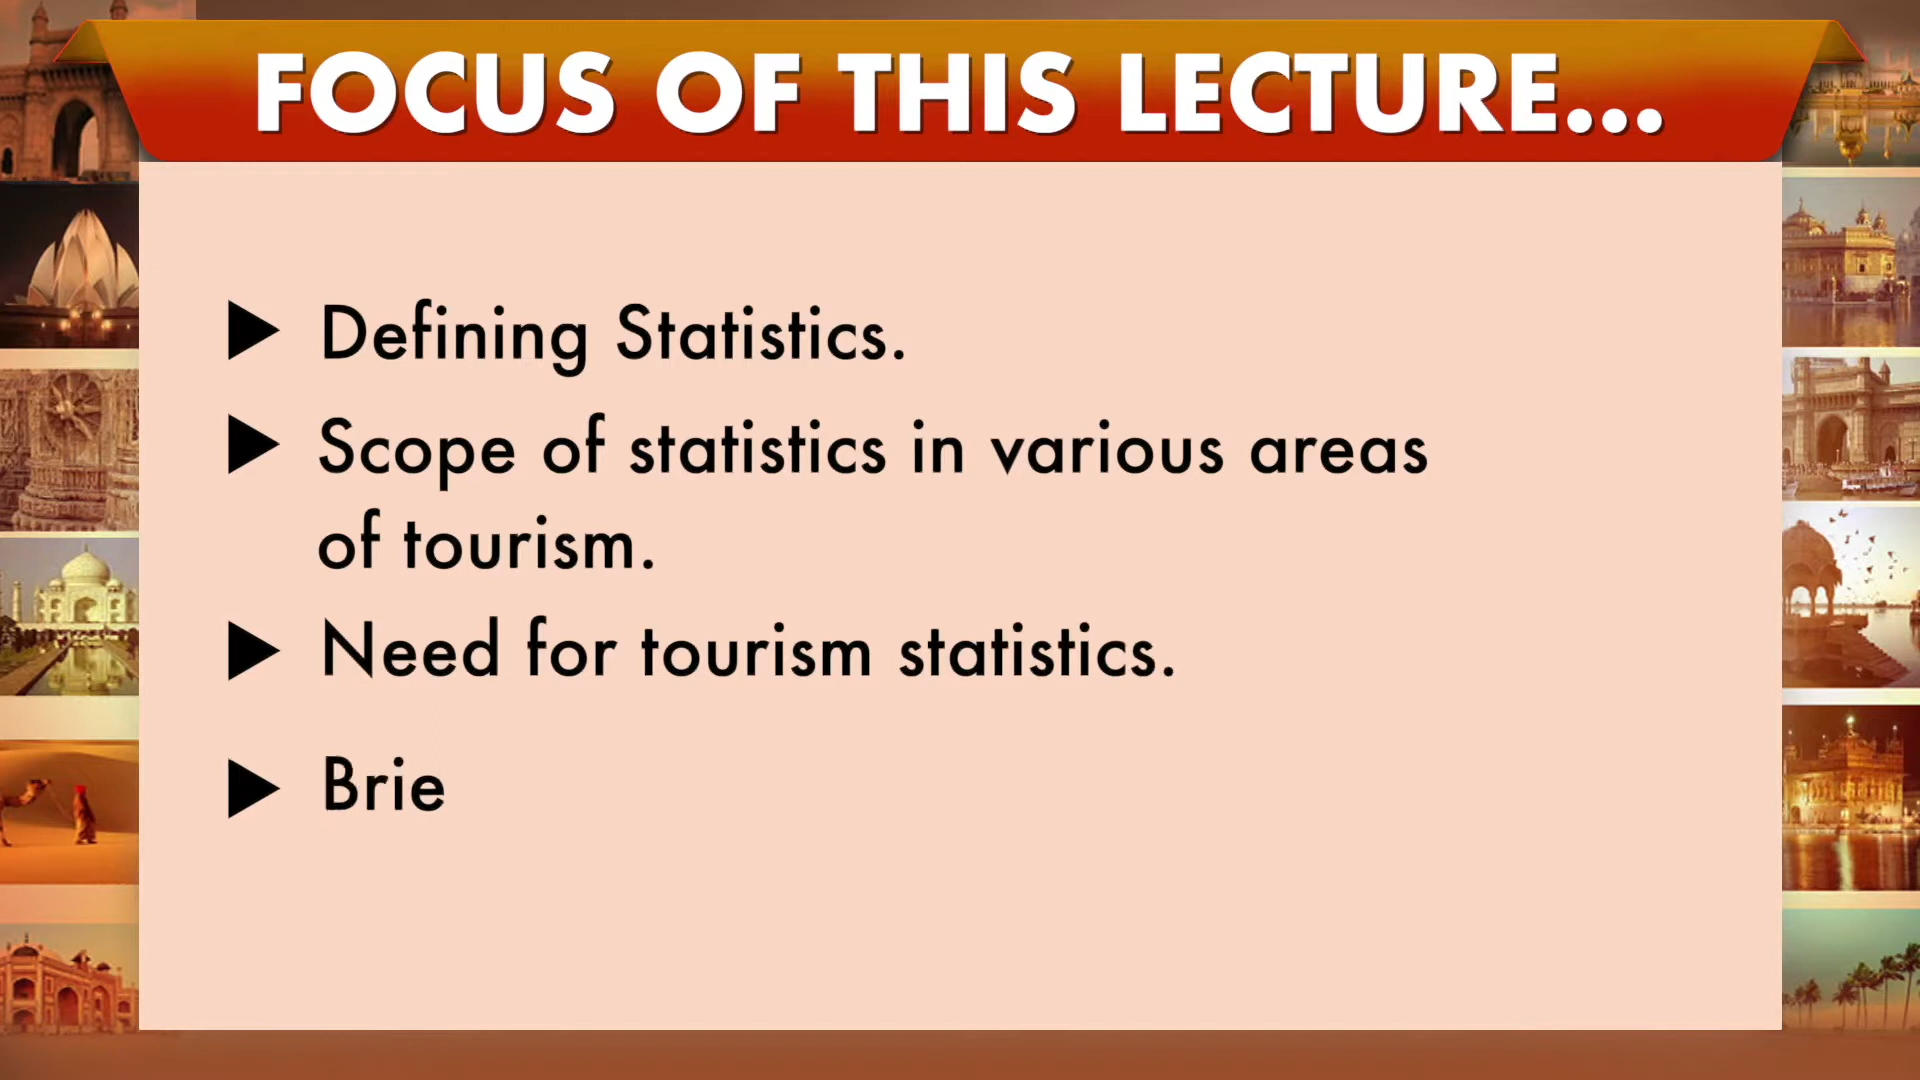 FOCUS OF THIS LECTURE...
▶ Defining Statistics.
▶ Scope of statistics in various areas
of tourism.
▶ Need for tourism statistics.
▶ Brie